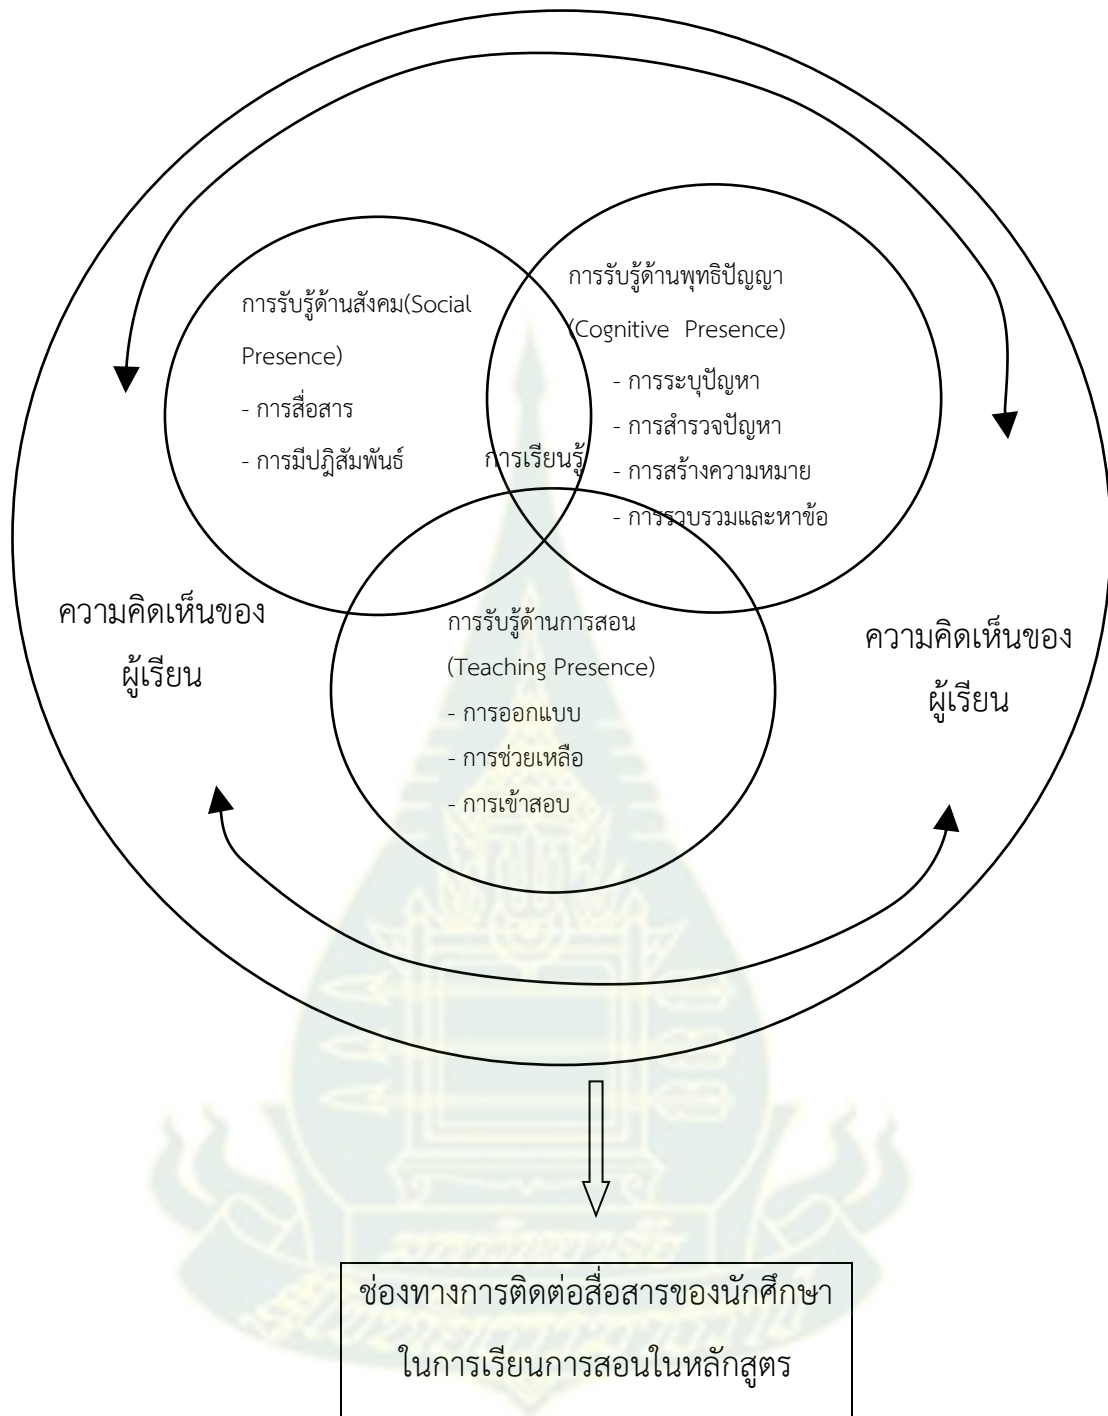 การรับรู้ด้านสังคม(Social
Presence)
- การสื่อสาร
- การมีปฏิสัมพันธ์
การรับรู้ด้านพุทธิปัญญา
(Cognitive Presence)
- การระบุปัญหา
- การสำรวจปัญหา
- การสร้างความหมาย
- การรวบรวมและหาข้อ
การเรียนรู้
ความคิดเห็นของ
ผู้เรียน
การรับรู้ด้านการสอน
(Teaching Presence)
- การออกแบบ
- การช่วยเหลือ
- การเข้าสอบ
ความคิดเห็นของ
ผู้เรียน
ช่องทางการติดต่อสื่อสารของนักศึกษา
ในการเรียนการสอนในหลักสูตร